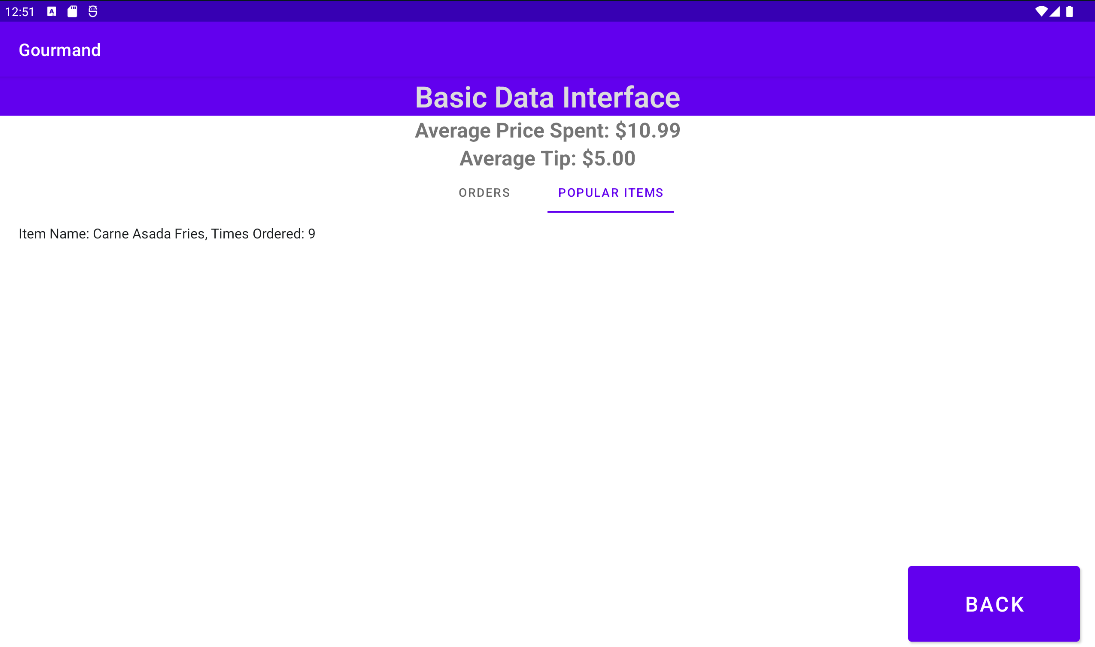 12:51
Gourmand
Basic Data Interface
Average Price Spent: $10.99
Average Tip: $5.00
ORDERS POPULAR ITEMS
Item Name: Carne Asada Fries, Times Ordered: 9
BACK